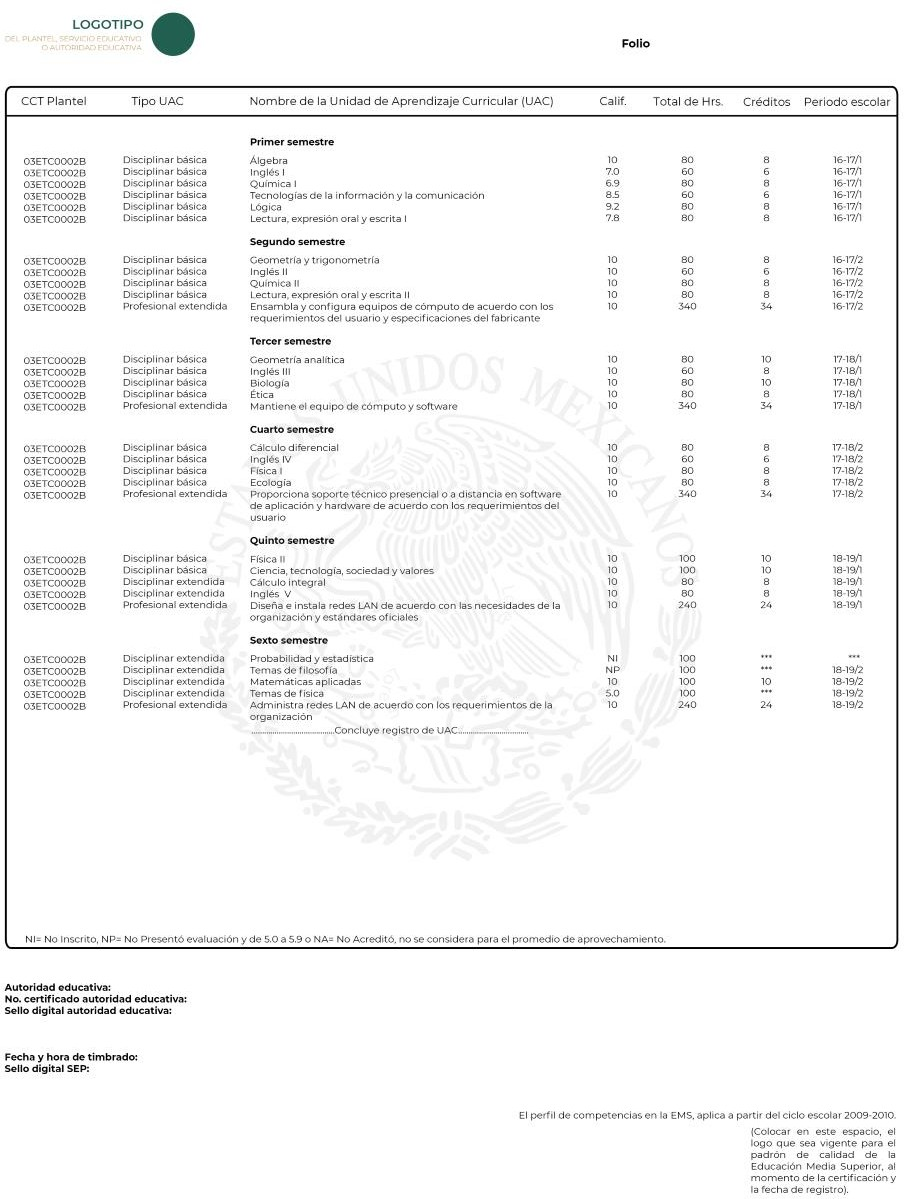 LOGOTIPO
DEL PLANTEL, SERVICIO EDUCATIVO
O AUTORIDAD EDUCATIVA
Folio
CCT Plantel Tipo UAC Nombre de la Unidad de Aprendizaje Curricular (UAC) Calif. Total de Hrs. Créditos Periodo escolar
Primer semestre
03ETC0002B Disciplinar básica Álgebra 10 80 8 16-17/1
03ETC0002B Disciplinar básica Inglés I 7.0 60 6 16-17/1
03ETC0002B Disciplinar básica Química I 6.9 80 8 16-17/1
03ETC0002B Disciplinar básica Tecnologías de la información y la comunicación 8.5 60 6 16-17/1
03ETC0002B Disciplinar básica Lógica 9.2 80 8 16-17/1
03ETC0002B Disciplinar básica Lectura, expresión oral y escrita I 7.8 80 8 16-17/1
Segundo semestre
03ETC0002B Disciplinar básica Geometría y trigonometría 10 80 8 16-17/2
03ETC0002B Disciplinar básica Inglés II 10 60 6 16-17/2
03ETC0002B Disciplinar básica Química II 10 80 8 16-17/2
03ETC0002B Disciplinar básica Lectura, expresión oral y escrita II 10 80 8 16-17/2
03ETC0002B Profesional extendida Ensambla y configura equipos de cómputo de acuerdo con los 10 340 34 16-17/2
requerimientos del usuario y especificaciones del fabricante
Tercer semestre
03ETC0002B Disciplinar básica Geometría analítica 10 80 10 17-18/1
03ETC0002B Disciplinar básica Inglés III 10 60 8 17-18/1
03ETC0002B Disciplinar básica Biología 10 80 10 17-18/1
03ETC0002B Disciplinar básica Ética 10 80 8 17-18/1
03ETC0002B Profesional extendida Mantiene el equipo de cómputo y software 10 340 34 17-18/1
Cuarto semestre
03ETC0002B Disciplinar básica Cálculo diferencial 10 80 8 17-18/2
03ETC0002B Disciplinar básica Inglés IV 10 60 6 17-18/2
03ETC0002B Disciplinar básica Física I 10 80 8 17-18/2
03ETC0002B Disciplinar básica Ecología 10 80 8 17-18/2
03ETC0002B Profesional extendida Proporciona soporte técnico presencial o a distancia en software 10 340 34 17-18/2
de aplicación y hardware de acuerdo con los requerimientos del
usuario
Quinto semestre
03ETC0002B Disciplinar básica Física II 10 100 10 18-19/1
03ETC0002B Disciplinar básica Ciencia, tecnología, sociedad y valores 10 100 10 18-19/1
03ETC0002B Disciplinar extendida Cálculo integral 10 80 8 18-19/1
03ETC0002B Disciplinar extendida Inglés V 10 80 8 18-19/1
03ETC0002B Profesional extendida Diseña e instala redes LAN de acuerdo con las necesidades de la 10 240 24 18-19/1
organización y estándares oficiales
Sexto semestre
03ETC0002B Disciplinar extendida Probabilidad y estadística NI 100 *** ***
03ETC0002B Disciplinar extendida Temas de filosofía NP 100 *** 18-19/2
03ETC0002B Disciplinar extendida Matemáticas aplicadas 10 100 10 18-19/2
03ETC0002B Disciplinar extendida Temas de física 5.0 100 *** 18-19/2
03ETC0002B Profesional extendida Administra redes LAN de acuerdo con los requerimientos de la 10 240 24 18-19/2
organización
......................................Concluye registro de UAC................................
ESTADOS UNIDOS MEXICANOS
NI= No Inscrito, NP= No Presentó evaluación y de 5.0 a 5.9 o NA= No Acreditó, no se considera para el promedio de aprovechamiento.
Autoridad educativa:
No. certificado autoridad educativa:
Sello digital autoridad educativa:
Fecha y hora de timbrado:
Sello digital SEP:
El perfil de competencias en la EMS, aplica a partir del ciclo escolar 2009-2010.
(Colocar en este espacio, el
logo que sea vigente para el
padrón de calidad de la
Educación Media Superior, al
momento de la certificación y
la fecha de registro).